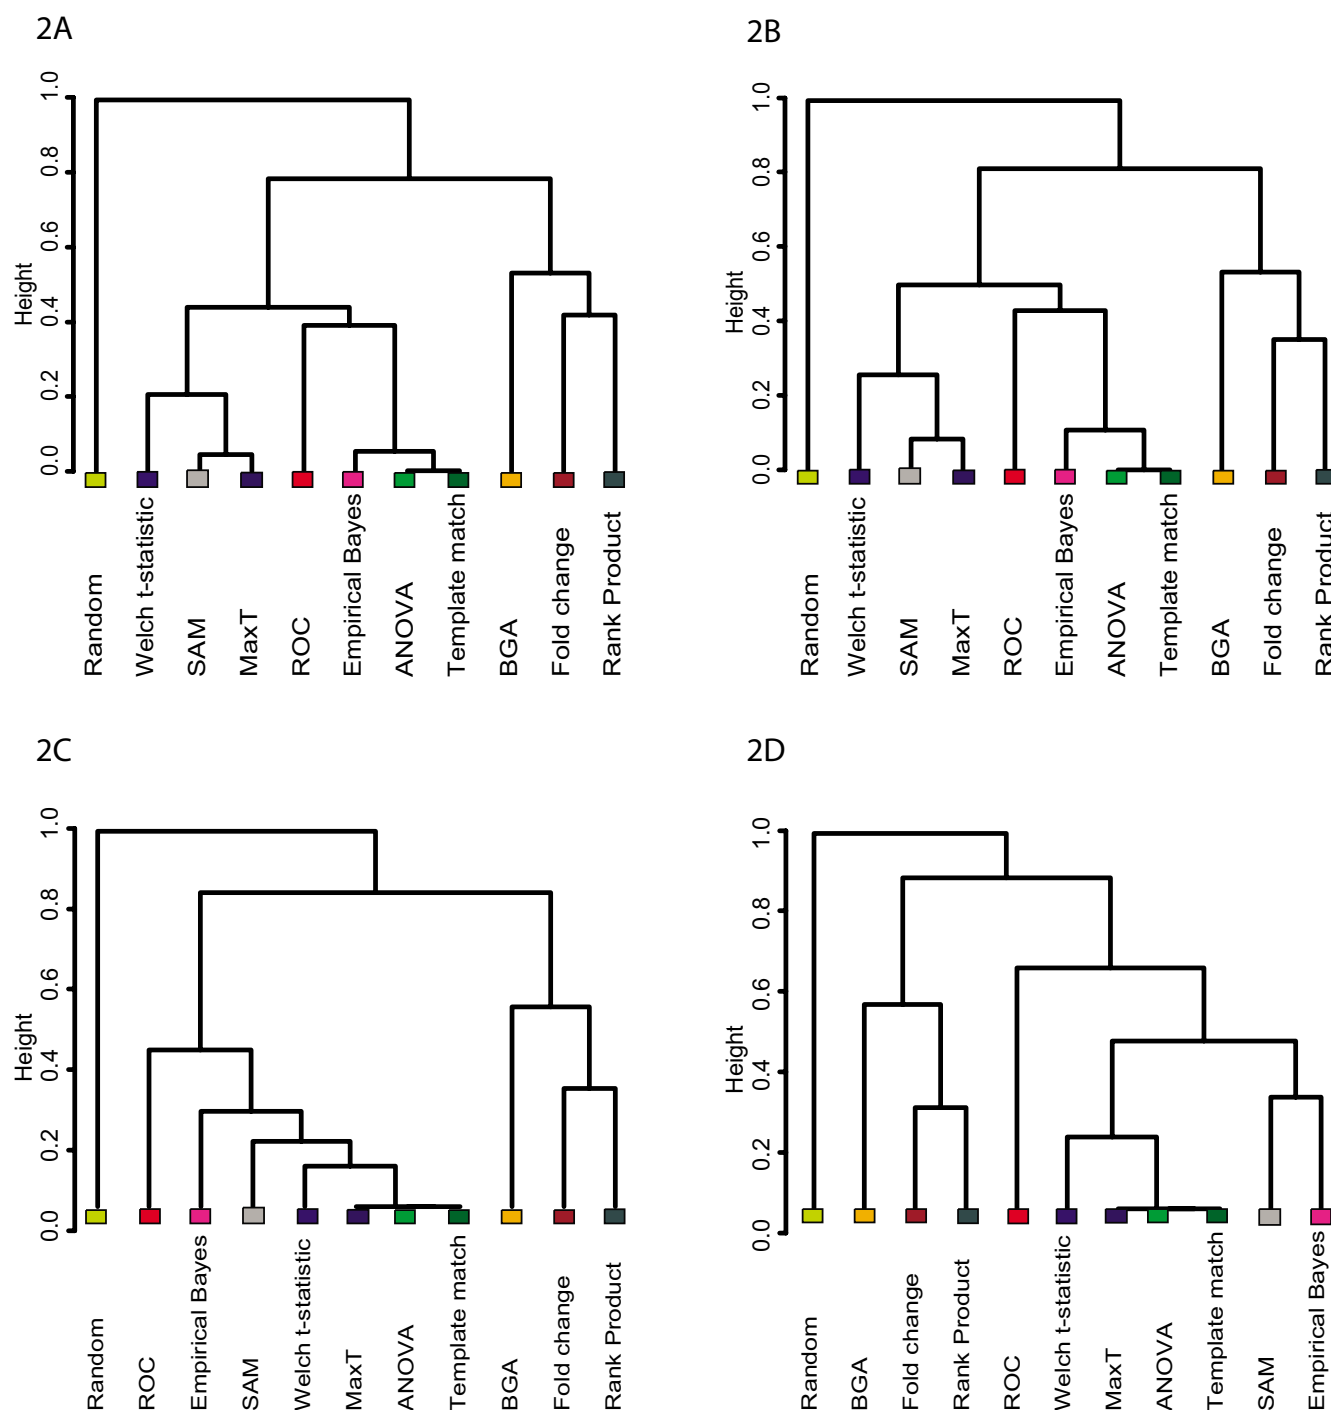 2A
Height
0.0
0.2
0.4
0.6
0.8
1.0
Random
Welch t-statistic
SAM
MaxT
ROC
Empirical Bayes
ANOVA
Template match
BGA
Fold change
Rank Product
2B
Height
0.0
0.2
0.4
0.6
0.8
1.0
Random
Welch t-statistic
SAM
MaxT
ROC
Empirical Bayes
ANOVA
Template match
BGA
Fold change
Rank Product
2C
Height
0.0
0.2
0.4
0.6
0.8
1.0
Random
ROC
Empirical Bayes
SAM
Welch t-statistic
MaxT
ANOVA
Template match
BGA
Fold change
Rank Product
2D
Height
0.0
0.2
0.4
0.6
0.8
1.0
Random
BGA
Fold change
Rank Product
ROC
Welch t-statistic
MaxT
ANOVA
Template match
SAM
Empirical Bayes